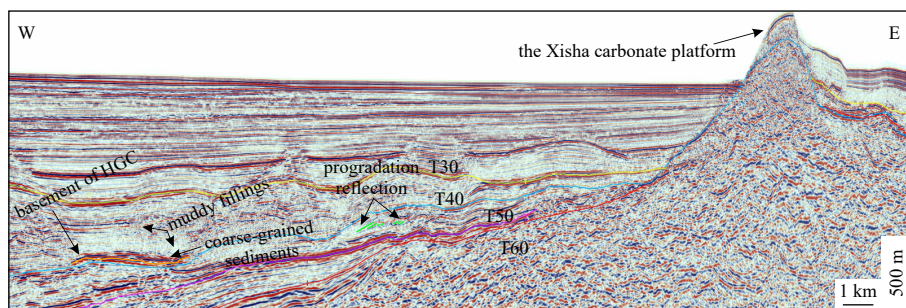 W
E
the Xisha carbonate platform
basement of HGC
muddy fillings
progradation
reflection
T30
T40
coarse-grained
sediments
T50
T60
1 km
500 m